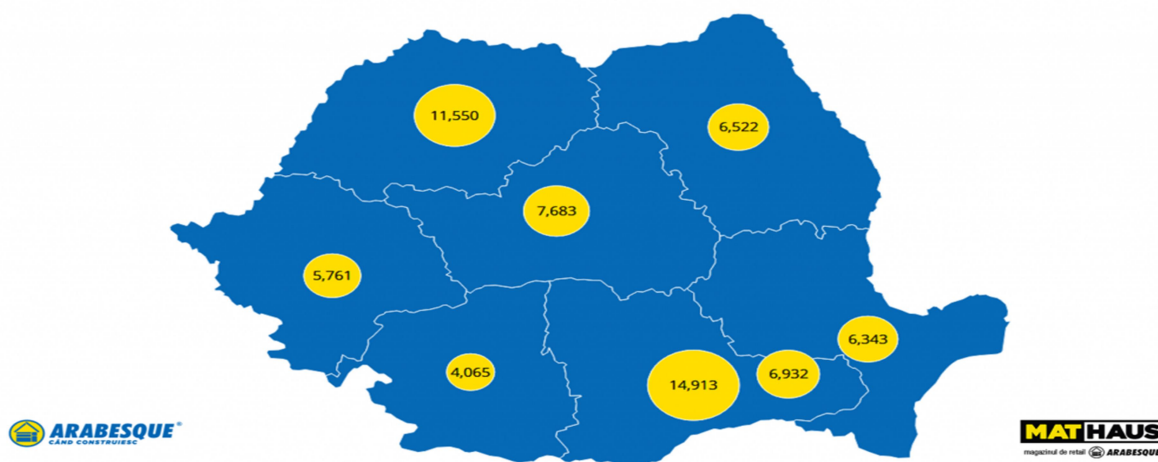 11,550
6,522
7,683
5,761
6,343
4,065
14,913
6,932
ARABESQUE®
CÂND CONSTRUIESC
MATHAUS
magazinul de retail ARABESQUE